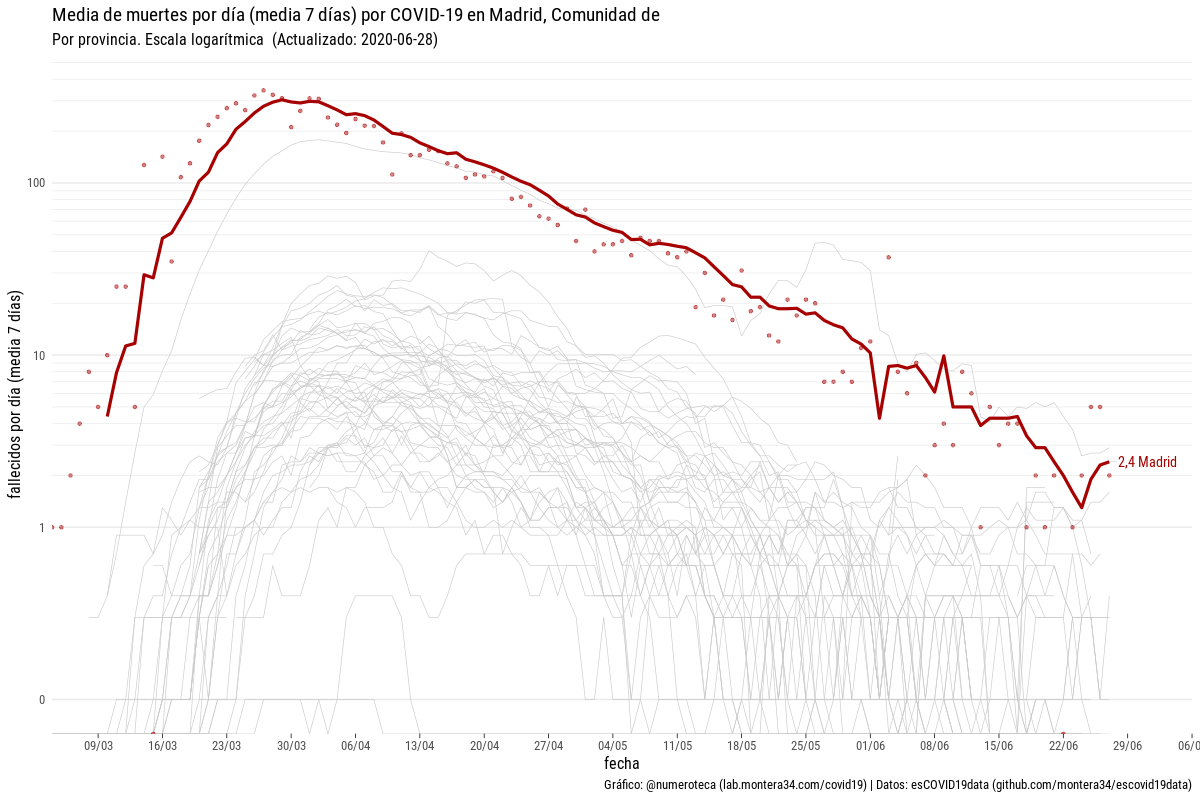 Media de muertes por día (media 7 días) por COVID-19 en Madrid, Comunidad de
Por provincia. Escala logarítmica (Actualizado: 2020-06-28)
fallecidos por día (media 7 días)
100
10
1
0
2,4 Madrid
09/03 16/03 23/03 30/03 06/04 13/04 20/04 27/04 04/05 11/05 18/05 25/05 01/06 08/06 15/06 22/06 29/06 06/0
fecha
Gráfico: @numeroteca (lab.montera34.com/covid19) | Datos: esCOVID19data (github.com/montera34/escovid19data)